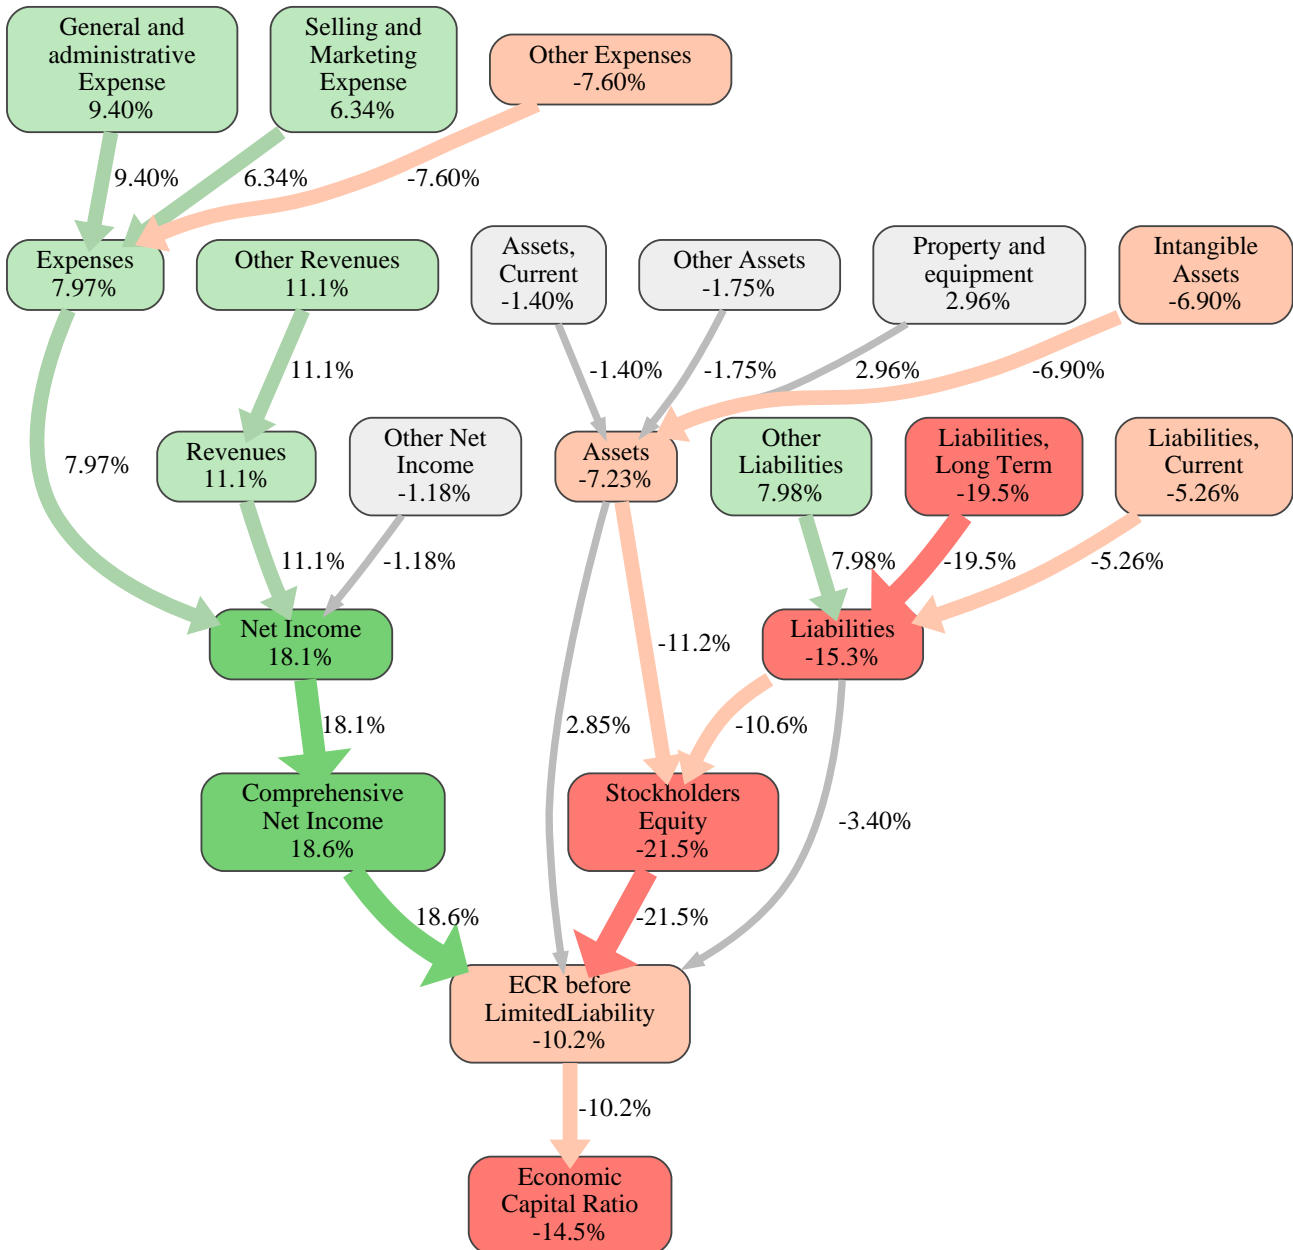 General and
administrative
Expense
9.40%
Selling and
Marketing
Expense
6.34%
Other Expenses
-7.60%
9.40%
6.34%
-7.60%
Expenses
7.97%
Other Revenues
11.1%
Assets,
Current
-1.40%
Other Assets
-1.75%
Property and
equipment
2.96%
Intangible
Assets
-6.90%
11.1%
-1.40%
-1.75%
2.96%
-6.90%
7.97%
Revenues
11.1%
Other Net
Income
-1.18%
Assets
-7.23%
Other
Liabilities
7.98%
Liabilities,
Long Term
-19.5%
Liabilities,
Current
-5.26%
11.1%
-1.18%
7.98%
-19.5%
-5.26%
Net Income
18.1%
-11.2%
Liabilities
-15.3%
18.1%
2.85%
-10.6%
Comprehensive
Net Income
18.6%
Stockholders
Equity
-21.5%
-3.40%
18.6%
-21.5%
ECR before
LimitedLiability
-10.2%
-10.2%
Economic
Capital Ratio
-14.5%